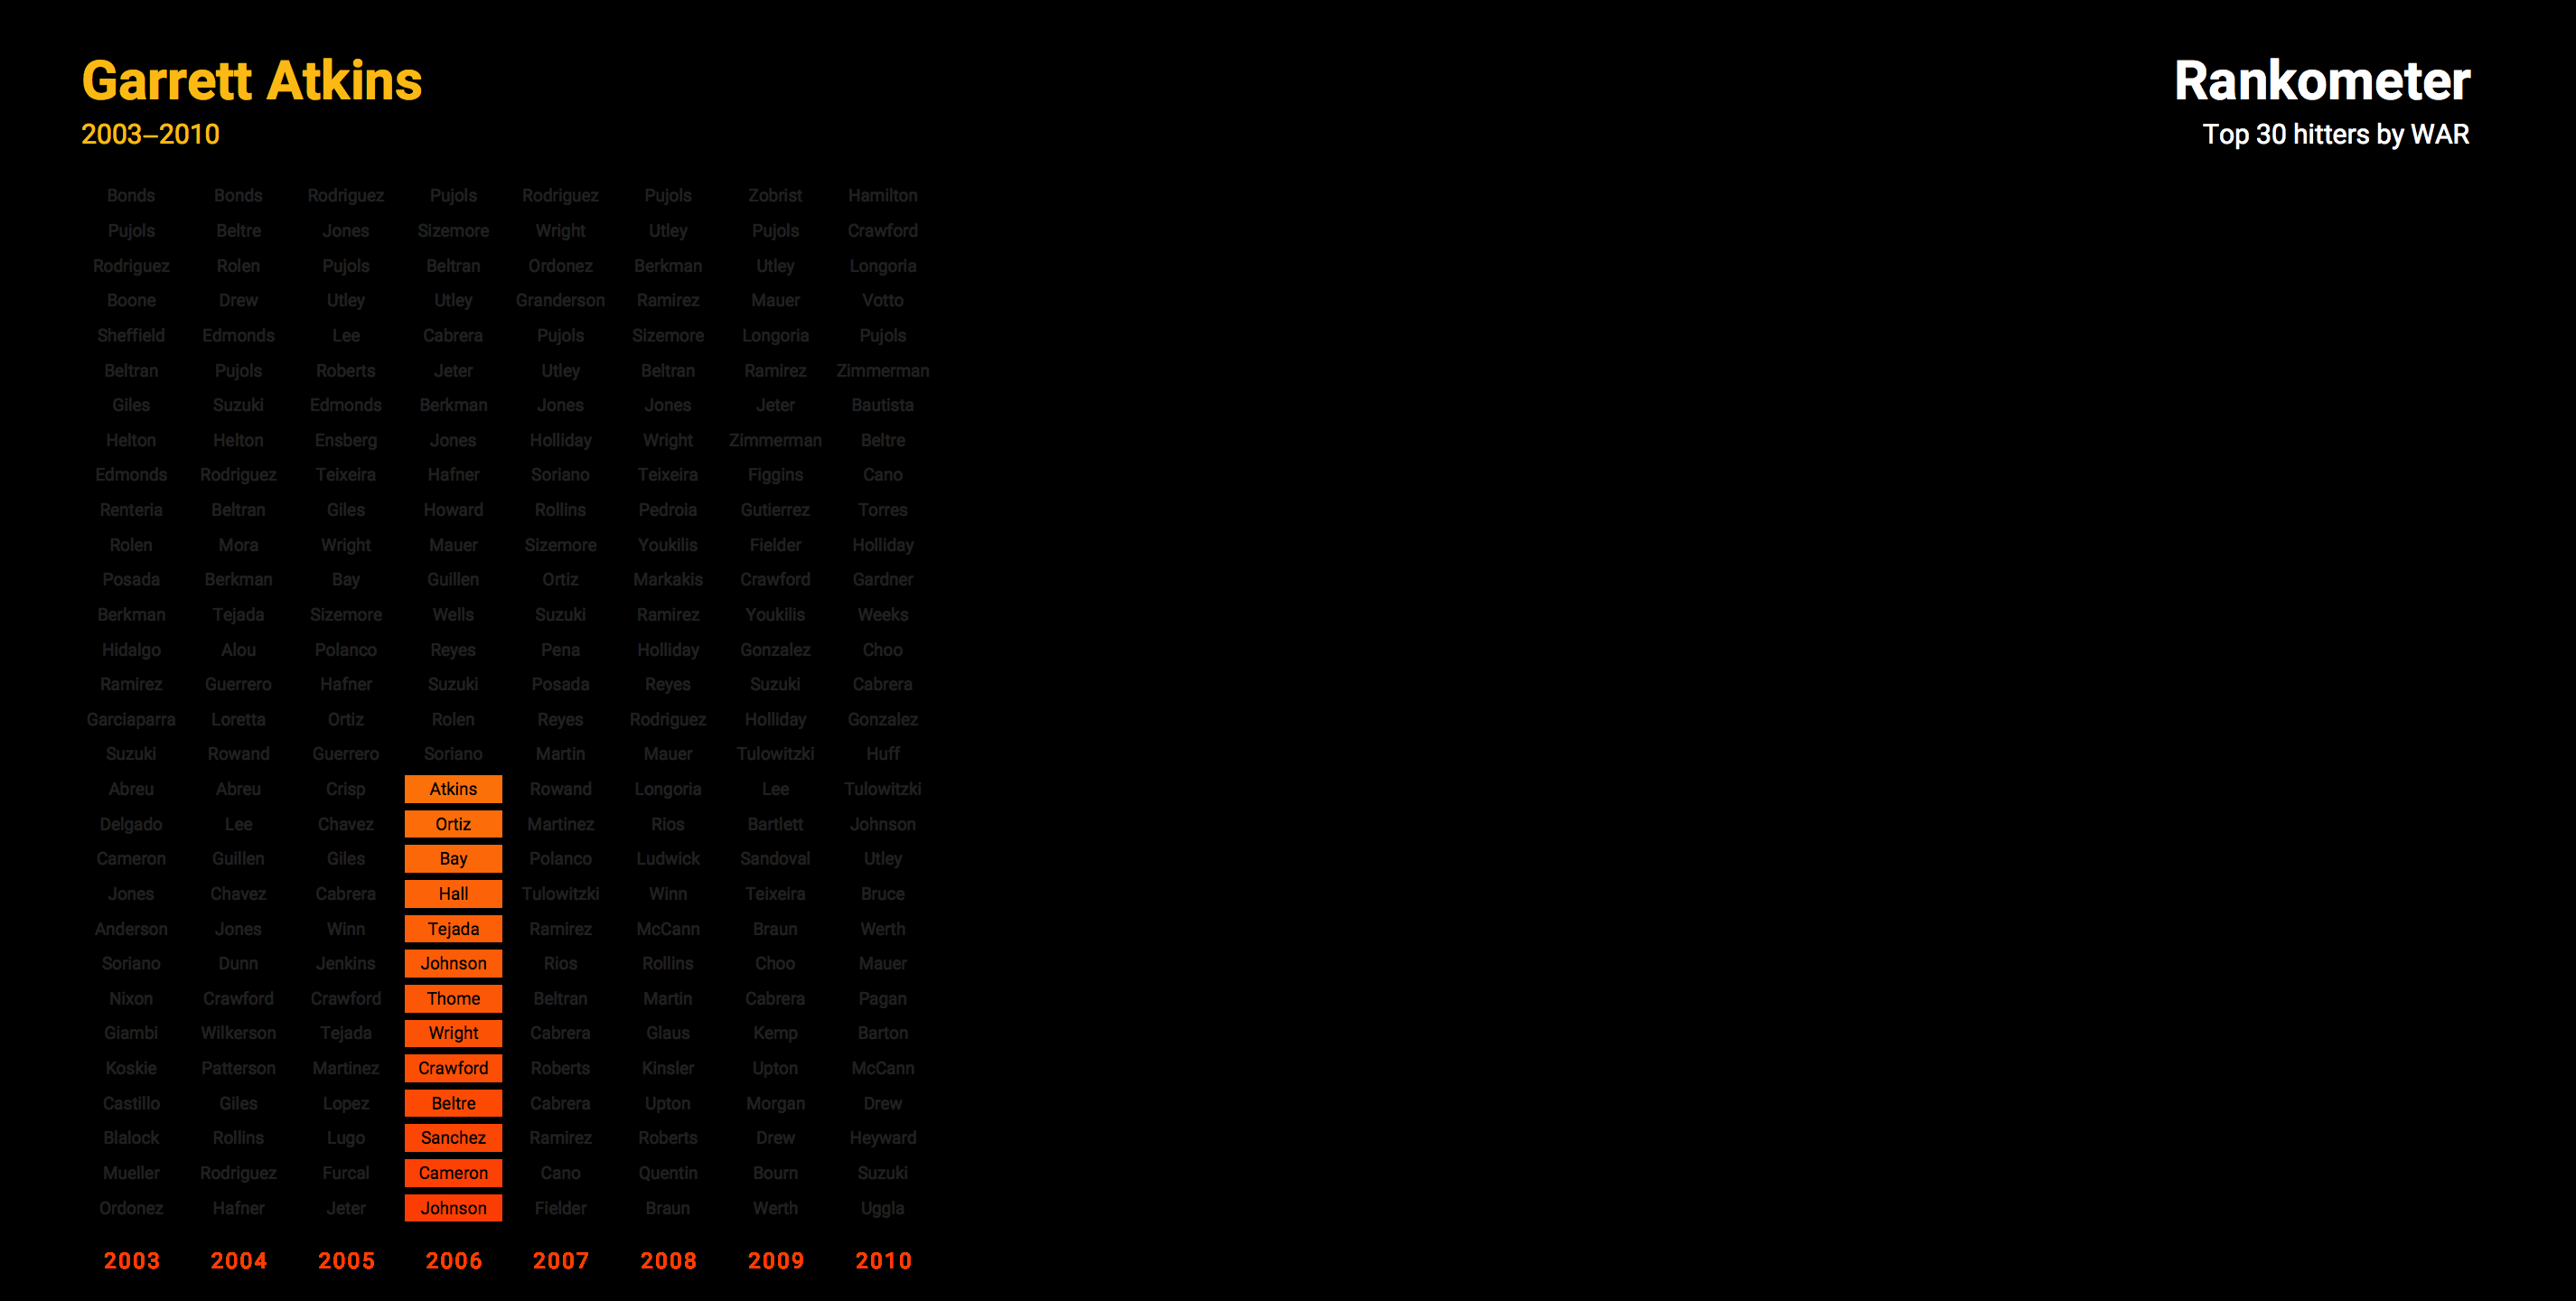 Garrett Atkins
2003–2010
Rankometer
Top 30 hitters by WAR
Bonds Bonds Rodriguez Pujols Rodriguez Pujols Zobrist Hamilton
Pujols Beltre Jones Sizemore Wright Utley Pujols Crawford
Rodriguez Rolen Pujols Beltran Ordonez Berkman Utley Longoria
Boone Drew Utley Utley Granderson Ramirez Mauer Votto
Sheffield Edmonds Lee Cabrera Pujols Sizemore Longoria Pujols
Beltran Pujols Roberts Jeter Utley Beltran Ramirez Zimmerman
Giles Suzuki Edmonds Berkman Jones Jones Jeter Bautista
Helton Helton Ensberg Jones Holliday Wright Zimmerman Beltre
Edmonds Rodriguez Teixeira Hafner Soriano Teixeira Figgins Cano
Renteria Beltran Giles Howard Rollins Pedroia Gutierrez Torres
Rolen Mora Wright Mauer Sizemore Youkilis Fielder Holliday
Posada Berkman Bay Guillen Ortiz Markakis Crawford Gardner
Berkman Tejada Sizemore Wells Suzuki Ramirez Youkilis Weeks
Hidalgo Alou Polanco Reyes Pena Holliday Gonzalez Choo
Ramirez Guerrero Hafner Suzuki Posada Reyes Suzuki Cabrera
Garciaparra Loretta Ortiz Rolen Reyes Rodriguez Holliday Gonzalez
Suzuki Rowand Guerrero Soriano Martin Mauer Tulowitzki Huff
Abreu Abreu Crisp Atkins Rowand Longoria Lee Tulowitzki
Delgado Lee Chavez Ortiz Martinez Rios Bartlett Johnson
Cameron Guillen Giles Bay Polanco Ludwick Sandoval Utley
Jones Chavez Cabrera Hall Tulowitzki Winn Teixeira Bruce
Anderson Jones Winn Tejada Ramirez McCann Braun Werth
Soriano Dunn Jenkins Johnson Rios Rollins Choo Mauer
Nixon Crawford Crawford Thome Beltran Martin Cabrera Pagan
Giambi Wilkerson Tejada Wright Cabrera Glaus Kemp Barton
Koskie Patterson Martinez Crawford Roberts Kinsler Upton McCann
Castillo Giles Lopez Beltre Cabrera Upton Morgan Drew
Blalock Rollins Lugo Sanchez Ramirez Roberts Drew Heyward
Mueller Rodriguez Furcal Cameron Cano Quentin Bourn Suzuki
Ordonez Hafner Jeter Johnson Fielder Braun Werth Uggla
2003 2004 2005 2006 2007 2008 2009 2010